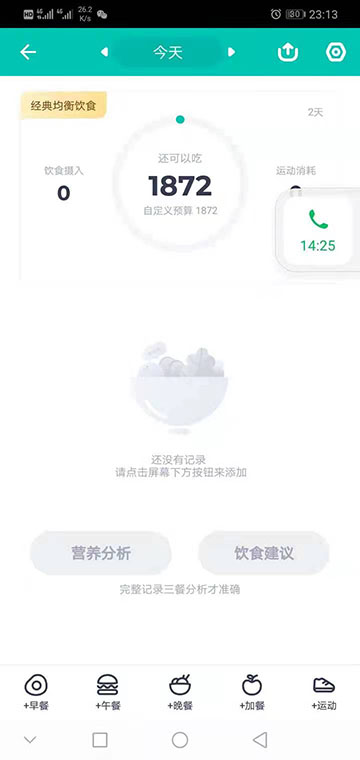 HD 4G 4G 26.2 K/s 30 23:13
今天
经典均衡饮食
2天
还可以吃
饮食摄入
1872
运动消耗
0
自定义预算 1872
14:25
还没有记录
请点击屏幕下方按钮来添加
营养分析
饮食建议
完整记录三餐分析才准确
+早餐
+午餐
+晚餐
+加餐
+运动